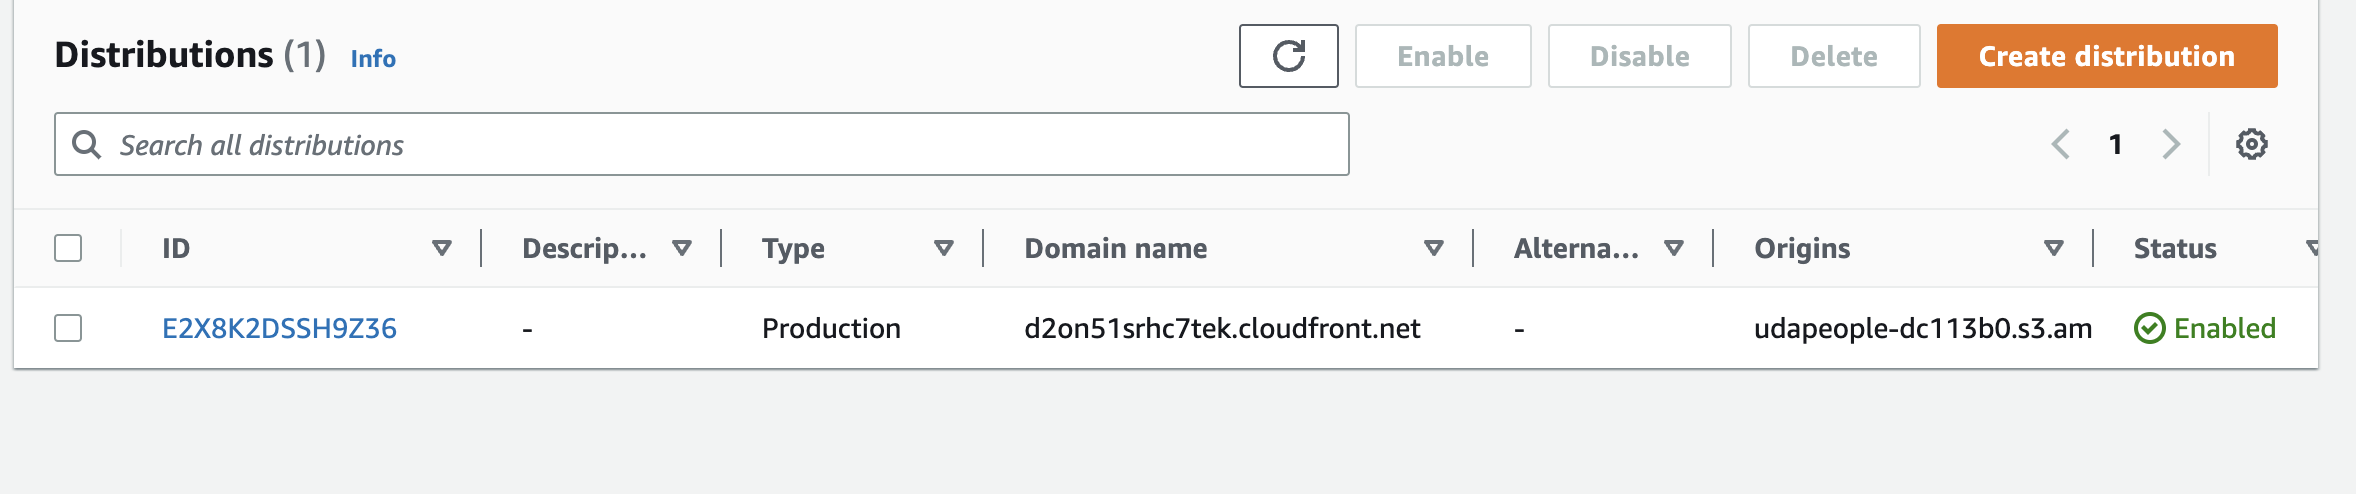 Distributions (1) Info Enable Disable Delete Create distribution
Search all distributions 1
ID Descrip... Type Domain name Alterna... Origins Status
E2X8K2DSSH9Z36 - Production d2on51srhc7tek.cloudfront.net - udapeople-dc113b0.s3.am Enabled